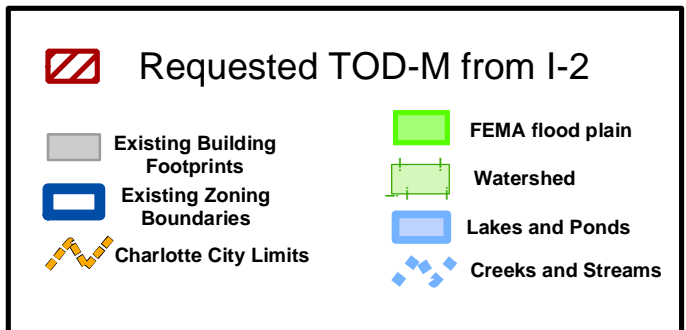 Requested TOD-M from I-2
Existing Building
Footprints
Existing Zoning
Boundaries
Charlotte City Limits
FEMA flood plain
Watershed
Lakes and Ponds
Creeks and Streams